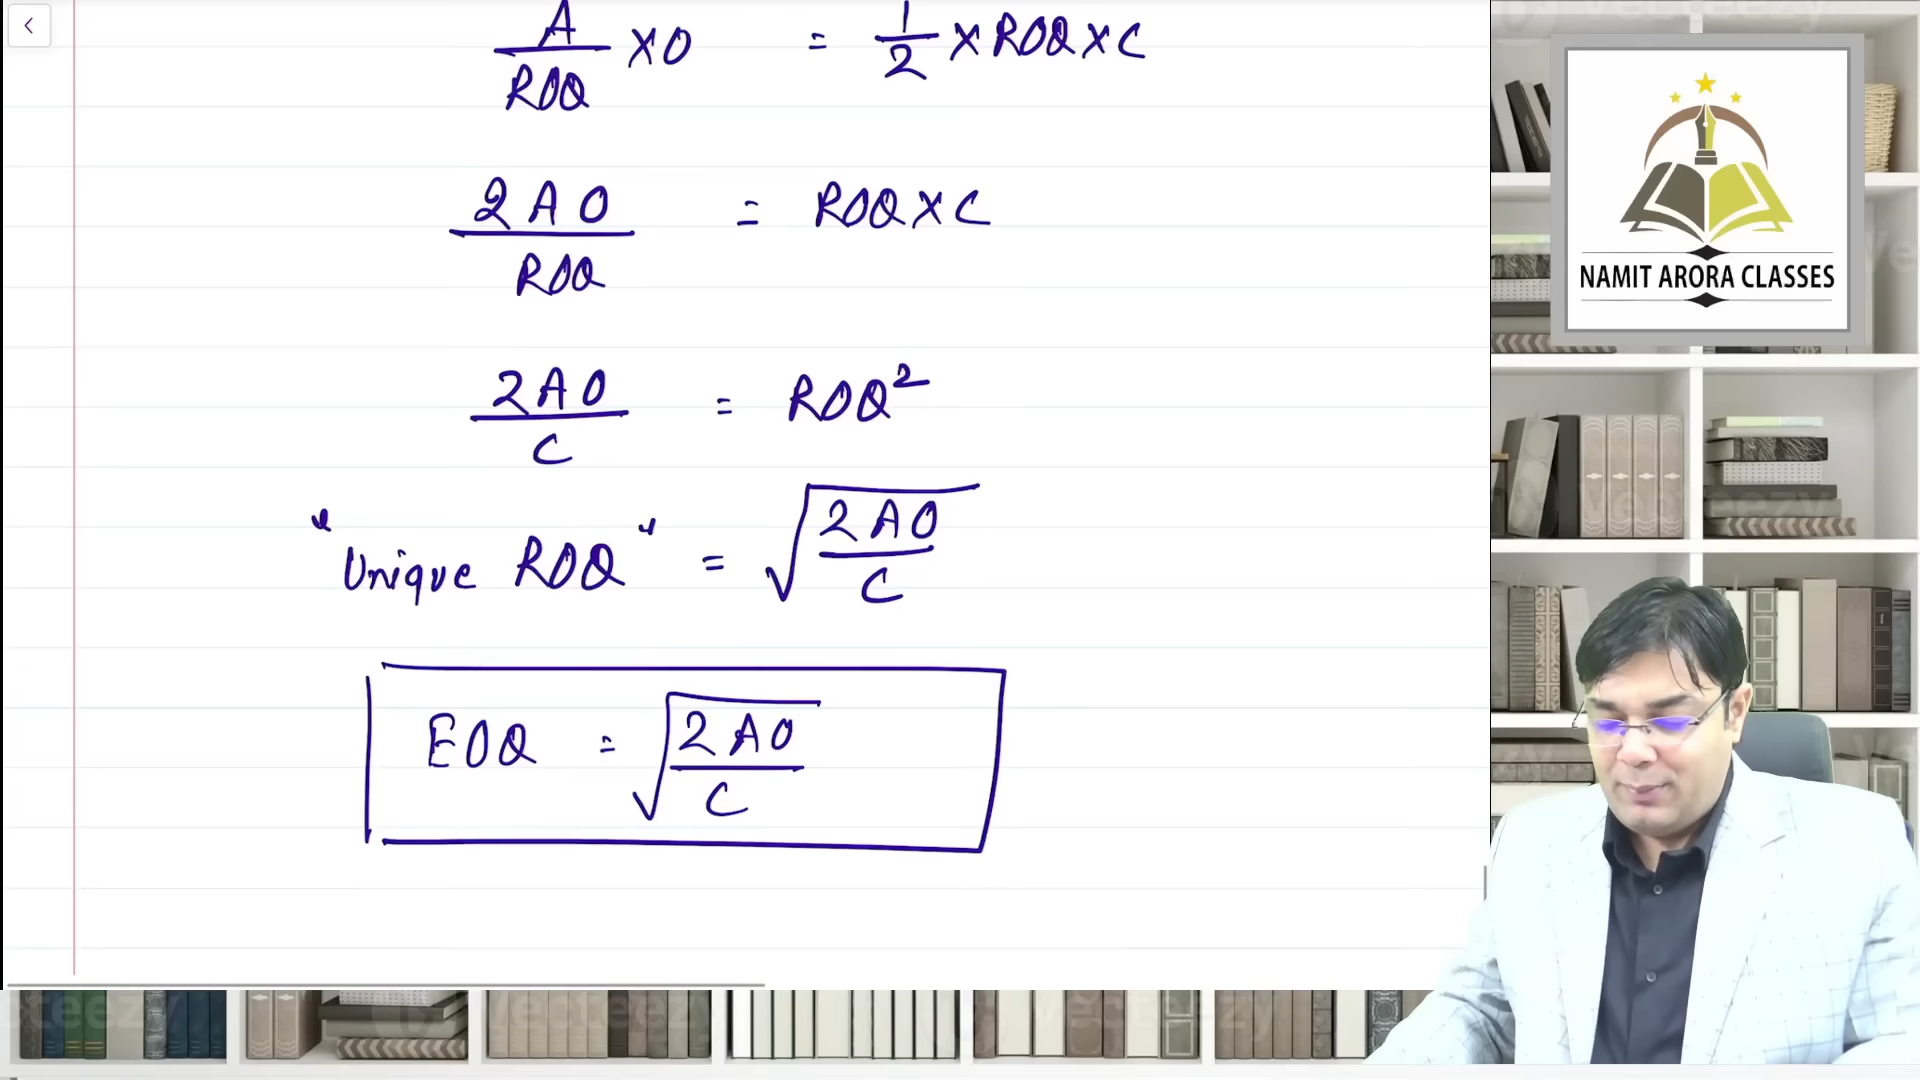 A/ROQ × O = 1/2 × ROQ × C
2AO/ROQ = ROQ × C
2AO/C = ROQ²
"Unique ROQ" = √(2AO/C)
EOQ = √(2AO/C)
NAMIT ARORA CLASSES